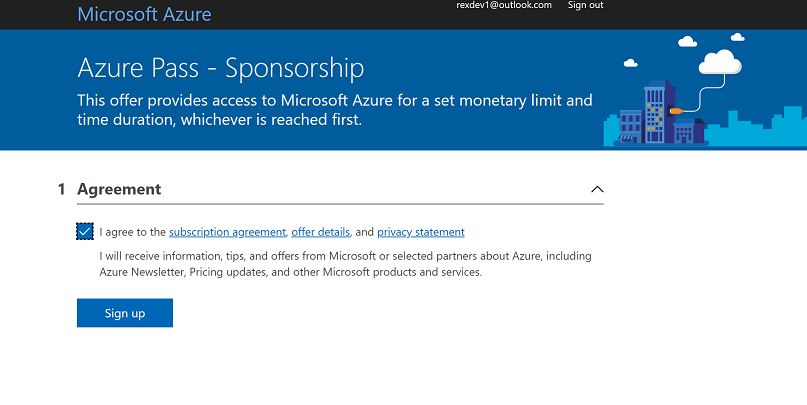 rexdev1@outlook.com Sign out
Microsoft Azure
Azure Pass - Sponsorship
This offer provides access to Microsoft Azure for a set monetary limit and
time duration, whichever is reached first.
1 Agreement
I agree to the subscription agreement, offer details, and privacy statement
I will receive information, tips, and offers from Microsoft or selected partners about Azure, including
Azure Newsletter, Pricing updates, and other Microsoft products and services.
Sign up